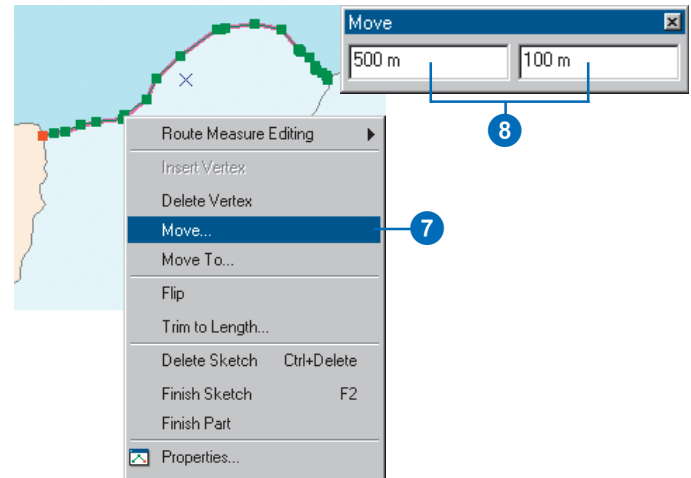 Move
500 m
100 m
8
Route Measure Editing
Insert Vertex
Delete Vertex
Move...
7
Move To...
Flip
Trim to Length...
Delete Sketch Ctrl+Delete
Finish Sketch F2
Finish Part
Properties...